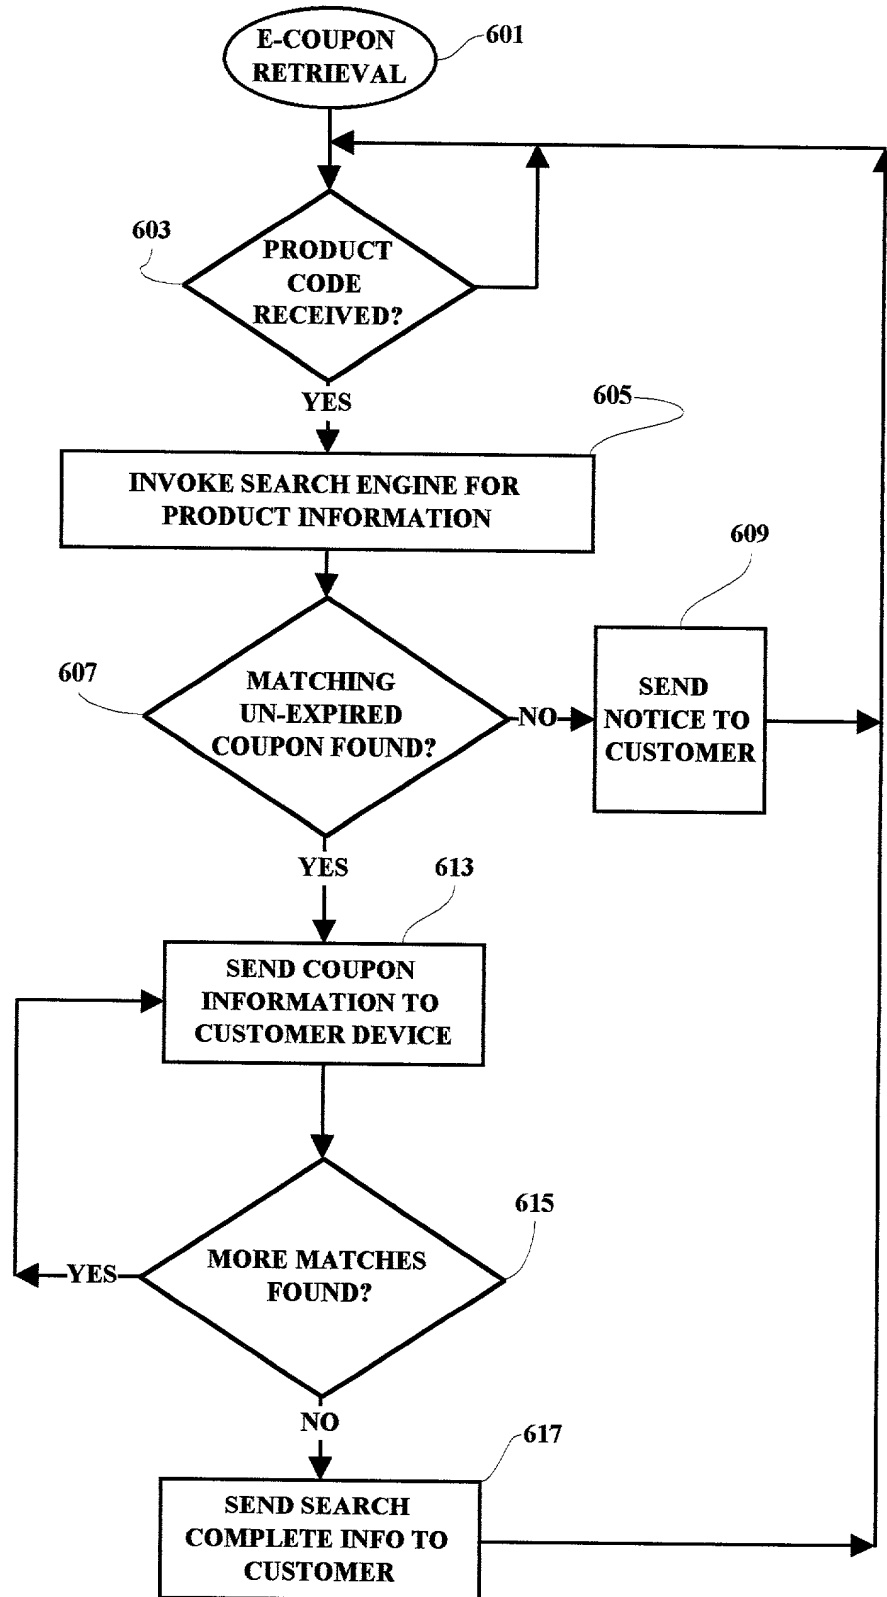 E-COUPON
RETRIEVAL
601
603
PRODUCT
CODE
RECEIVED?
YES
605
INVOKE SEARCH ENGINE FOR
PRODUCT INFORMATION
609
607
MATCHING
UN-EXPIRED
COUPON FOUND?
NO
SEND
NOTICE TO
CUSTOMER
YES
613
SEND COUPON
INFORMATION TO
CUSTOMER DEVICE
615
MORE MATCHES
FOUND?
YES
NO
617
SEND SEARCH
COMPLETE INFO TO
CUSTOMER